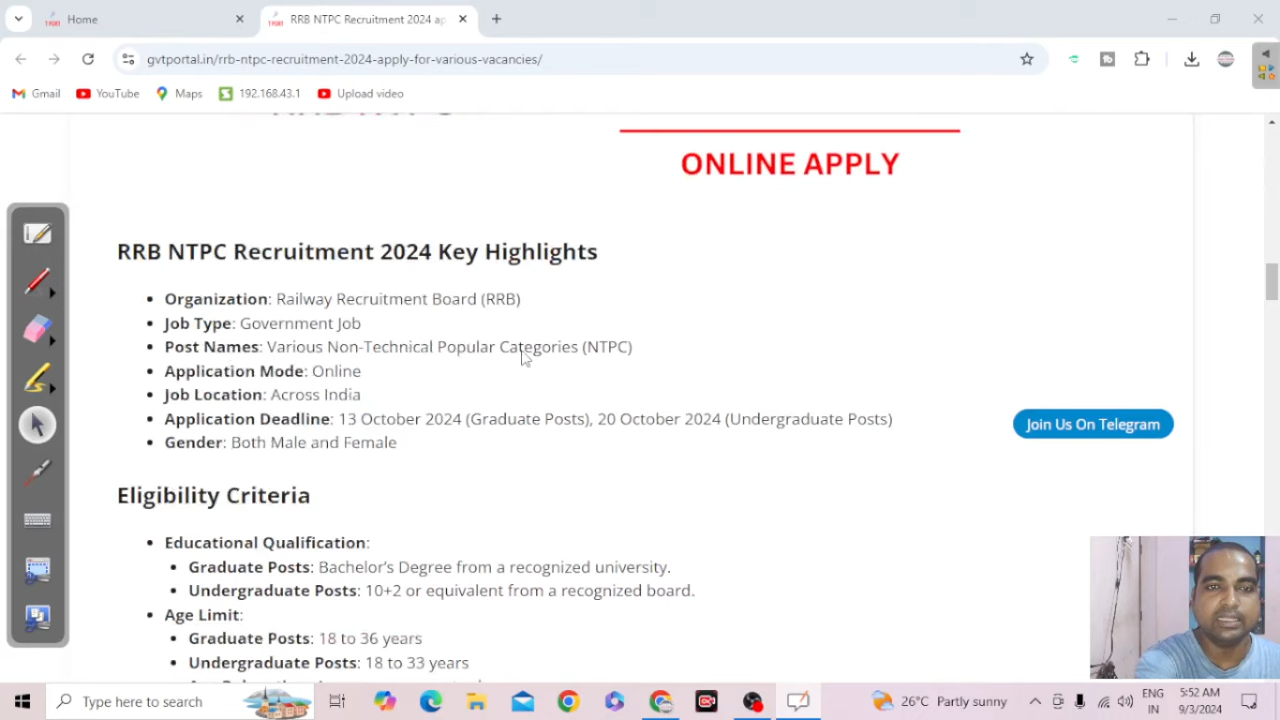 Home
RRB NTPC Recruitment 2024 ap
gvtportal.in/rrb-ntpc-recruitment-2024-apply-for-various-vacancies/
Gmail YouTube Maps 192.168.43.1 Upload video
ONLINE APPLY
RRB NTPC Recruitment 2024 Key Highlights
Organization: Railway Recruitment Board (RRB)
Job Type: Government Job
Post Names: Various Non-Technical Popular Categories (NTPC)
Application Mode: Online
Job Location: Across India
Application Deadline: 13 October 2024 (Graduate Posts), 20 October 2024 (Undergraduate Posts)
Join Us On Telegram
Gender: Both Male and Female
Eligibility Criteria
Educational Qualification:
Graduate Posts: Bachelor's Degree from a recognized university.
Undergraduate Posts: 10+2 or equivalent from a recognized board.
Age Limit:
Graduate Posts: 18 to 36 years
Undergraduate Posts: 18 to 33 years
Type here to search
26°C Partly sunny
ENG
IN
5:52 AM
9/3/2024